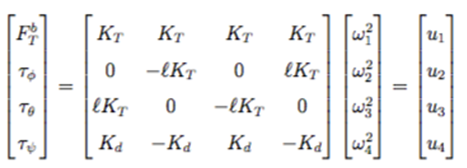 F_T^b K_T K_T K_T K_T ω_1^2 u_1
τ_ϕ 0 −ℓK_T 0 ℓK_T ω_2^2 u_2
τ_θ = ℓK_T 0 −ℓK_T 0 ω_3^2 = u_3
τ_ψ K_d −K_d K_d −K_d ω_4^2 u_4